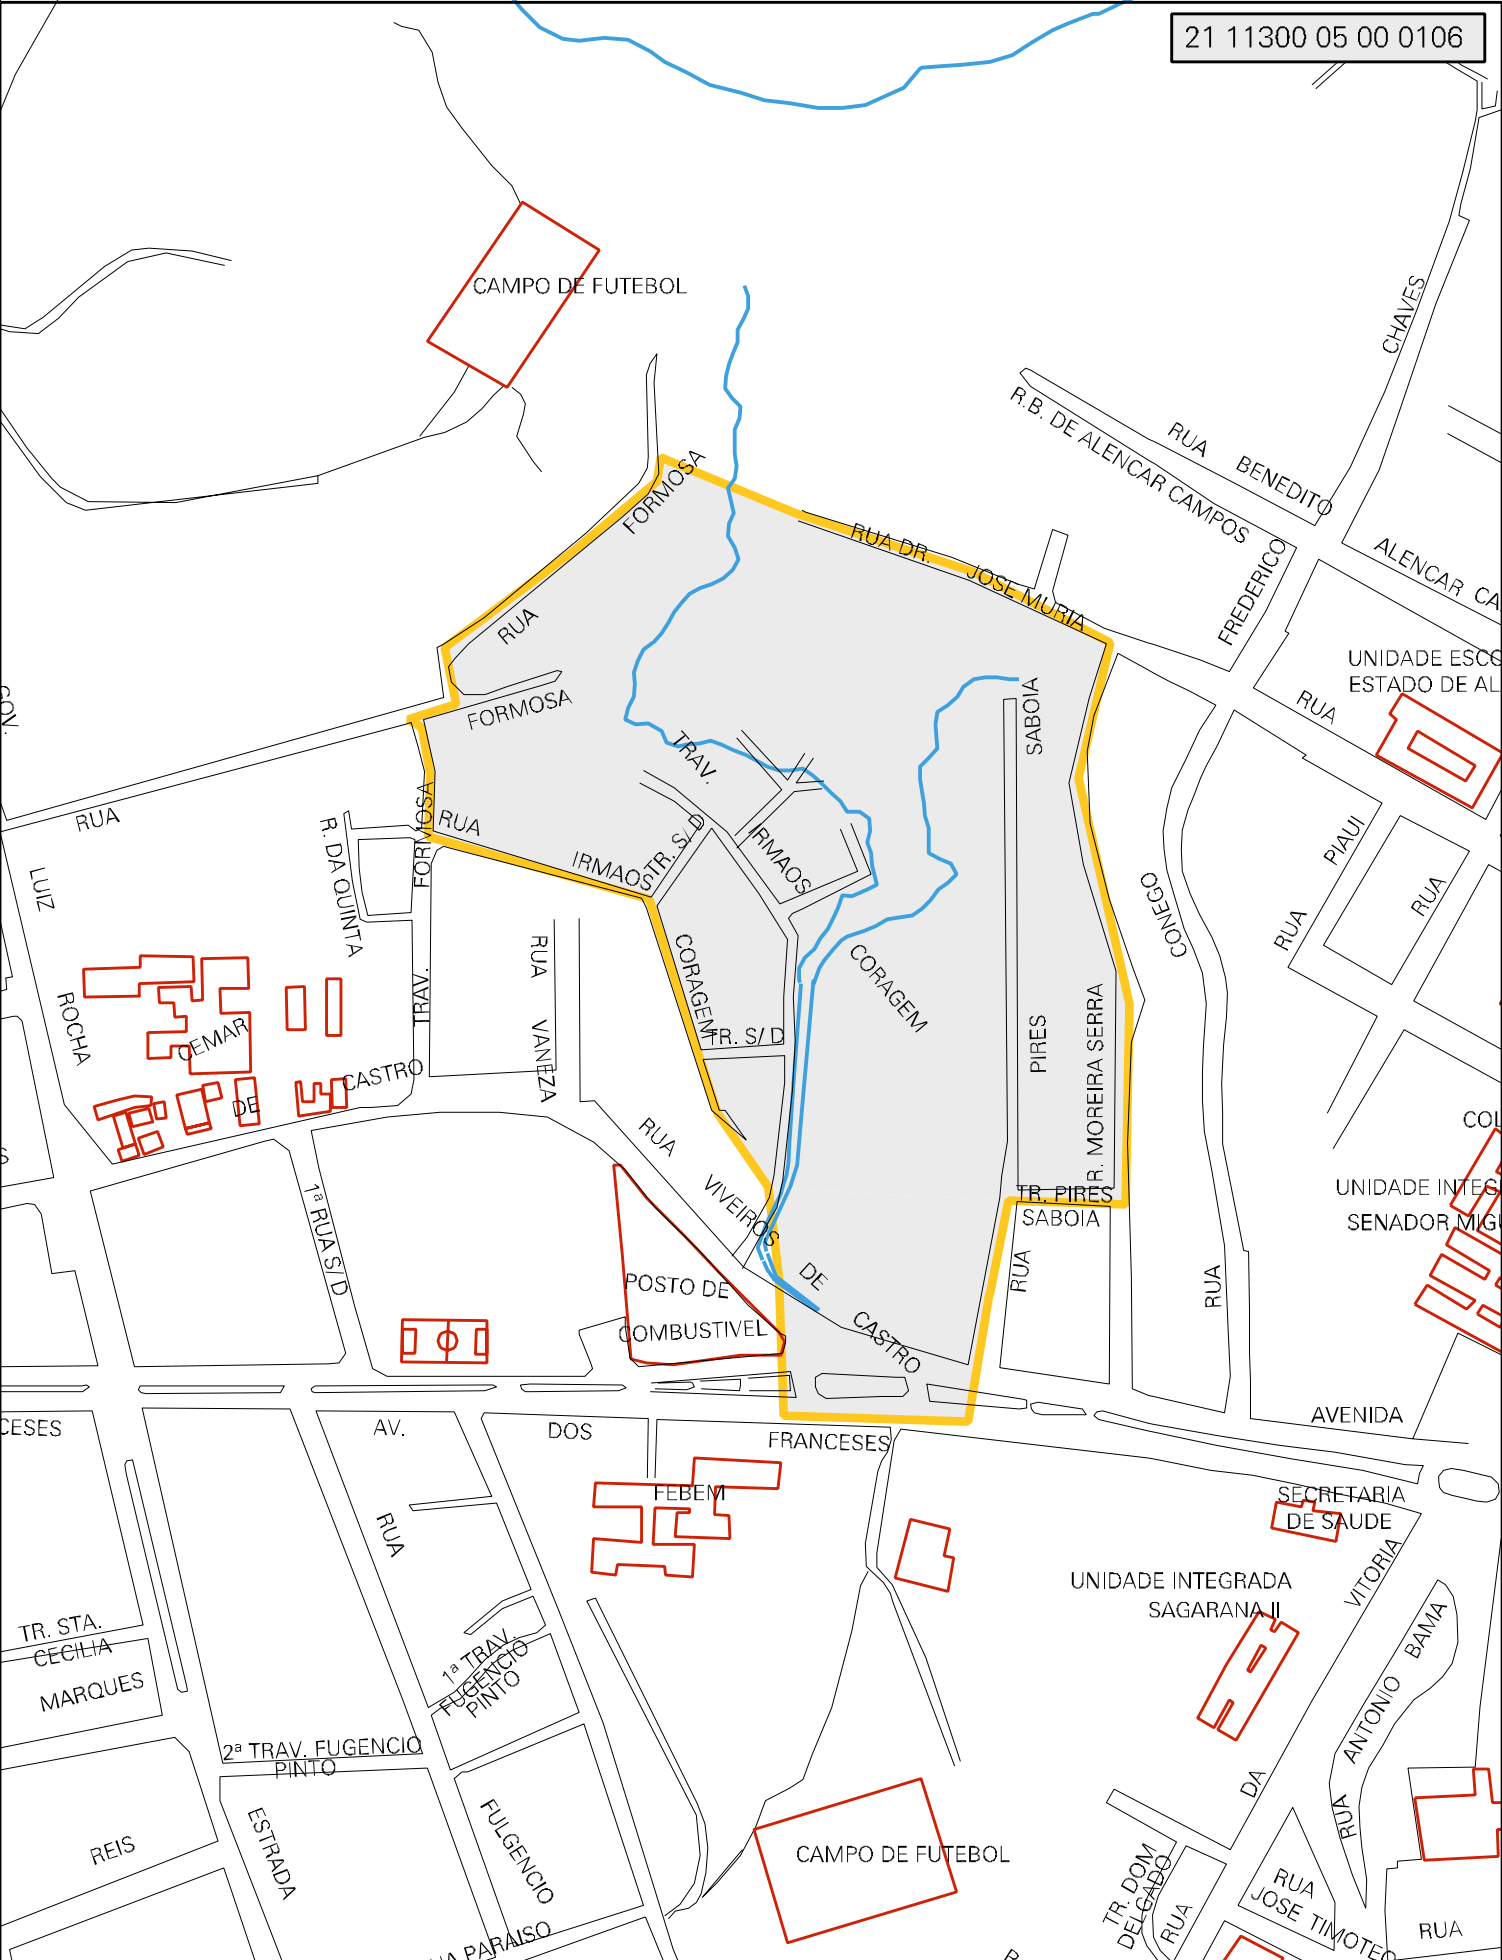 21 11300 05 00 0106
CAMPO DE FUTEBOL
CHAVES
R.B. DE ALENCAR CAMPOS
RUA BENEDITO
ALENCAR CA
FREDERICO
FORMOSA
RUA
RUA DR. JOSE MURIA
UNIDADE ESCO
ESTADO DE AL
RUA
GOV.
FORMOSA
SABOIA
TRAV.
RUA
FORMOSA
RUA
IRMAOS
TR. S/ D
IRMAOS
R. DA QUINTA
PIAUI
RUA
RUA
LUIZ
CONEGO
RUA
VANEZA
CORAGEM
CORAGEM
TRAV.
ROCHA
CEMAR
TR. S/ D
PIRES
R. MOREIRA SERRA
CASTRO
DE
COL
RUA
S
UNIDADE INTEG
SENADOR MIGU
TR. PIRES
SABOIA
VIVEIROS
1ª RUA S/ D
DE
RUA
RUA
POSTO DE
COMBUSTIVEL
CASTRO
CESES
AV.
DOS
FRANCESES
AVENIDA
FEBEM
SECRETARIA
DE SAUDE
RUA
VITORIA
UNIDADE INTEGRADA
SAGARANA II
TR. STA.
CECILIA
MARQUES
1ª TRAV.
FUGENCIO
PINTO
BAMA
ANTONIO
RUA
2ª TRAV. FUGENCIO
PINTO
DA
REIS
ESTRADA
FULGENCIO
CAMPO DE FUTEBOL
TR. DOM
DELGADO
RUA
RUA
JOSE TIMOTEO
RUA
PARAISO